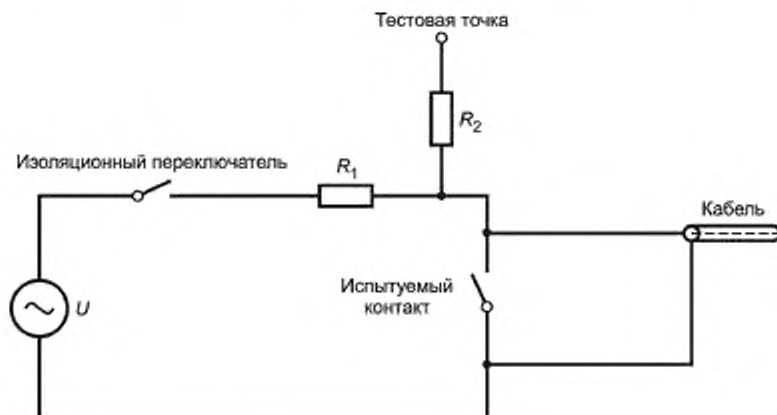 Тестовая точка
R2
Изоляционный переключатель
R1
Кабель
Испытуемый
контакт
U